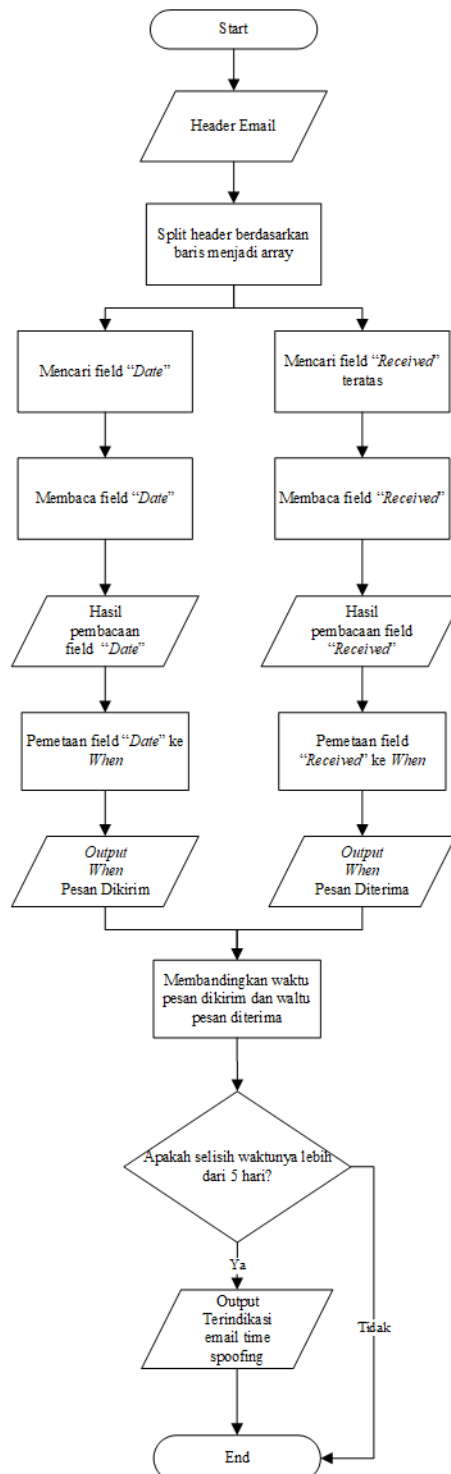 Start
Header Email
Split header berdasarkan
baris menjadi array
Mencari field “Date”
Mencari field “Received”
teratas
Membaca field “Date”
Membaca field “Received”
Hasil
pembacaan
field “Date”
Hasil
pembacaan field
“Received”
Pemetaan field “Date” ke
When
Pemetaan field
“Received” ke When
Output
When
Pesan Dikirim
Output
When
Pesan Diterima
Membandingkan waktu
pesan dikirim dan waltu
pesan diterima
Apakah selisih waktunya lebih
dari 5 hari?
Ya
Output
Terindikasi
email time
spoofing
Tidak
End